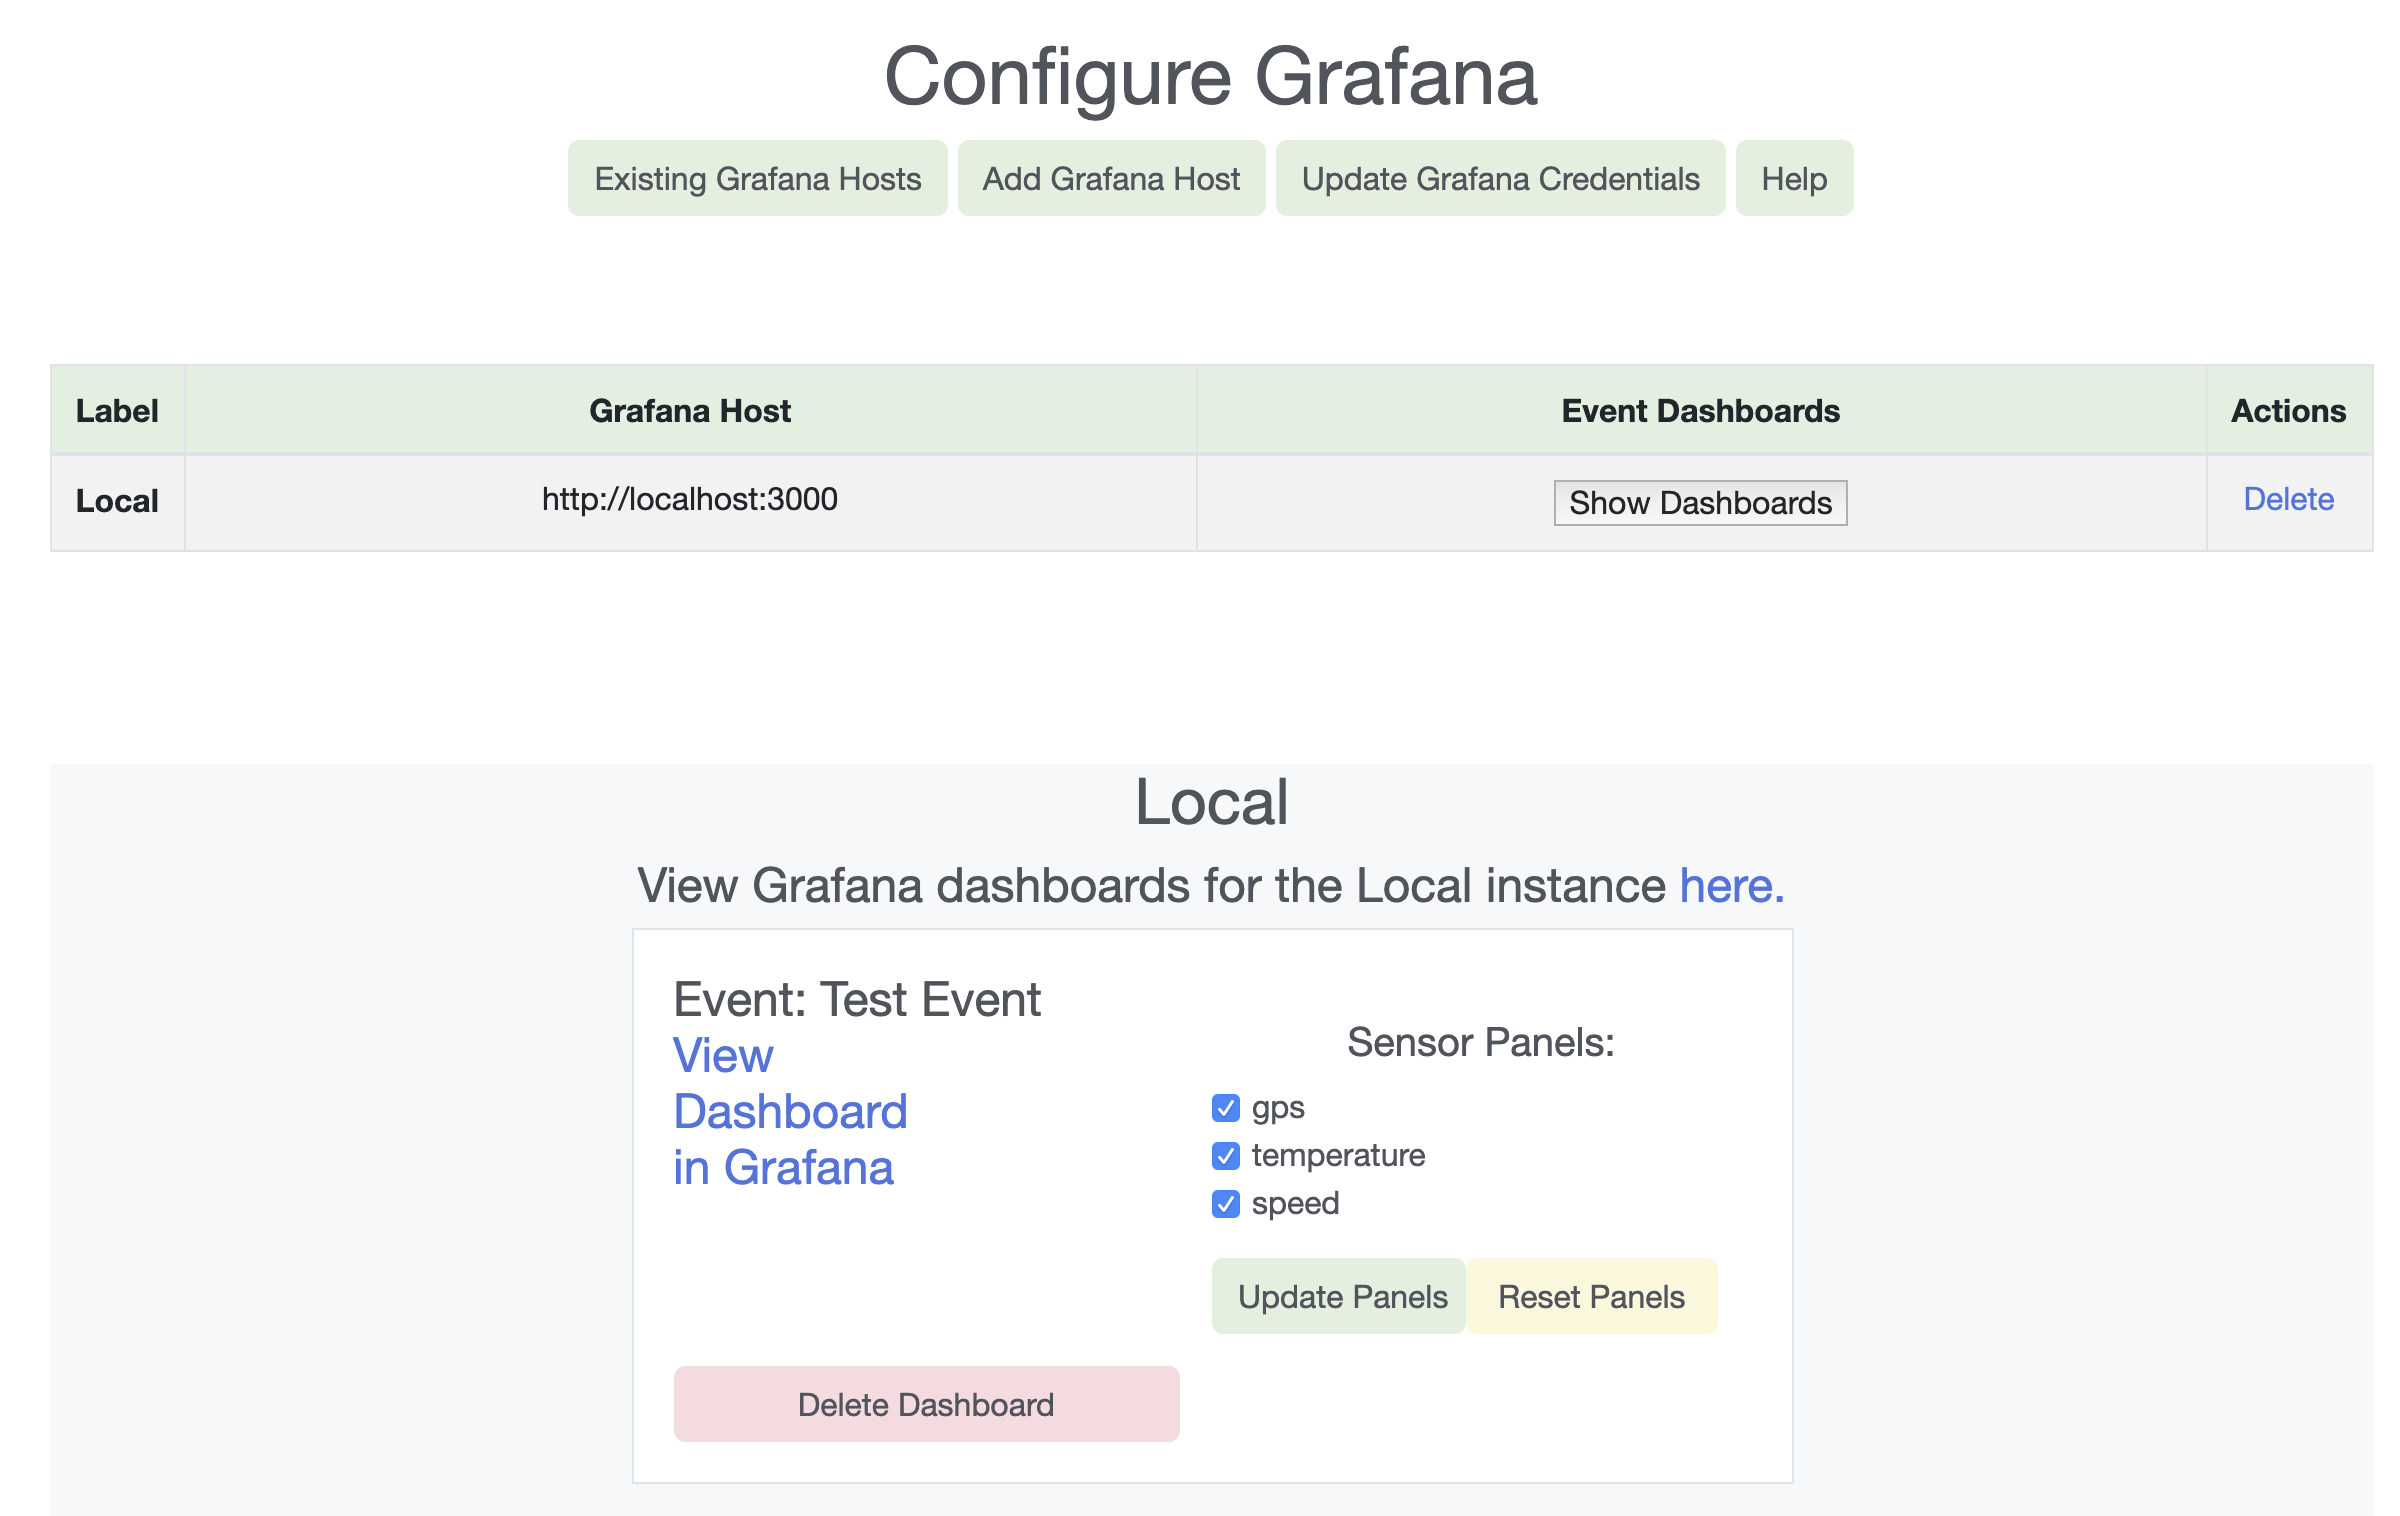 Configure Grafana
Existing Grafana Hosts Add Grafana Host Update Grafana Credentials Help
Label Grafana Host Event Dashboards Actions
Local http://localhost:3000 Show Dashboards Delete
Local
View Grafana dashboards for the Local instance here.
Event: Test Event
View
Dashboard
in Grafana
Sensor Panels:
gps
temperature
speed
Update Panels Reset Panels
Delete Dashboard